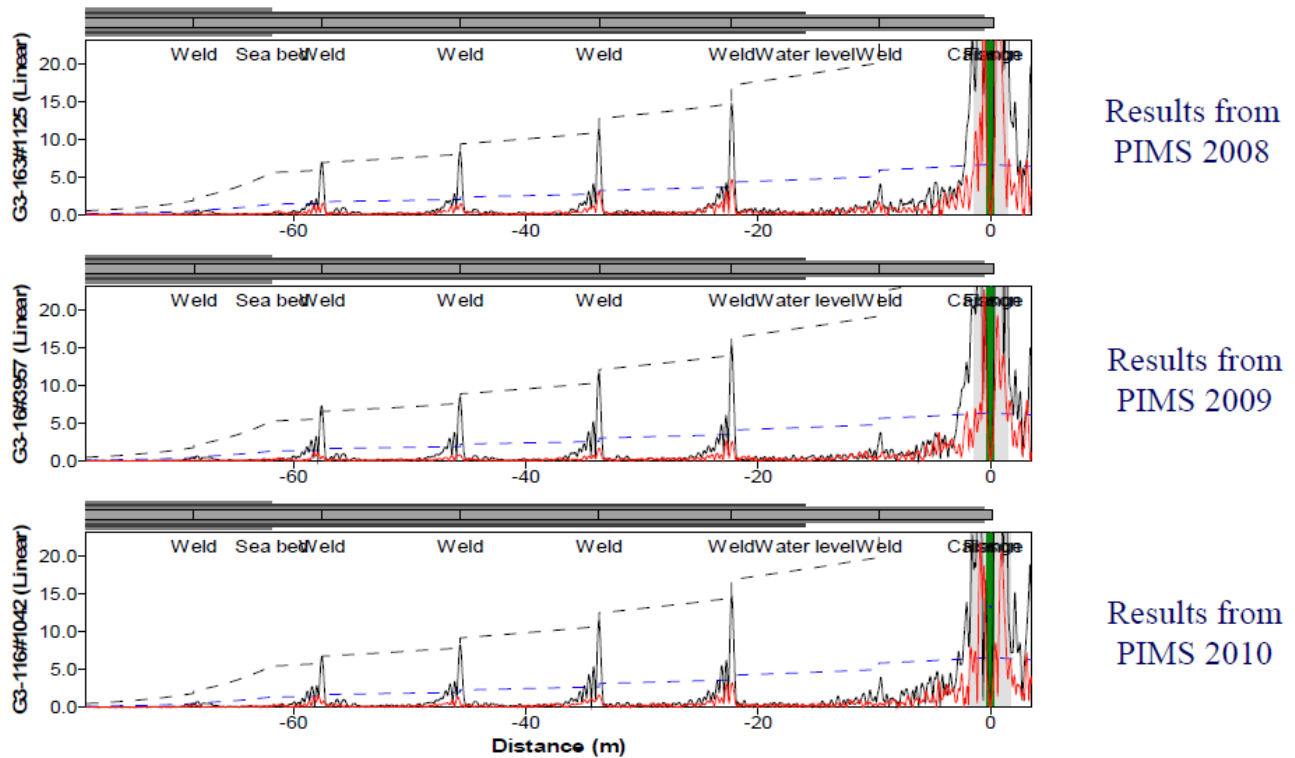 Weld Sea bed Weld Weld Weld Weld Water level Weld
20.0
15.0
10.0
5.0
0.0
G3-163#1125 (Linear)
-60 -40 -20 0
Results from
PIMS 2008
Weld Sea bed Weld Weld Weld Weld Water level Weld
20.0
15.0
10.0
5.0
0.0
G3-16#3957 (Linear)
-60 -40 -20 0
Results from
PIMS 2009
Weld Sea bed Weld Weld Weld Weld Water level Weld
20.0
15.0
10.0
5.0
0.0
G3-116#1042 (Linear)
-60 -40 -20 0
Distance (m)
Results from
PIMS 2010